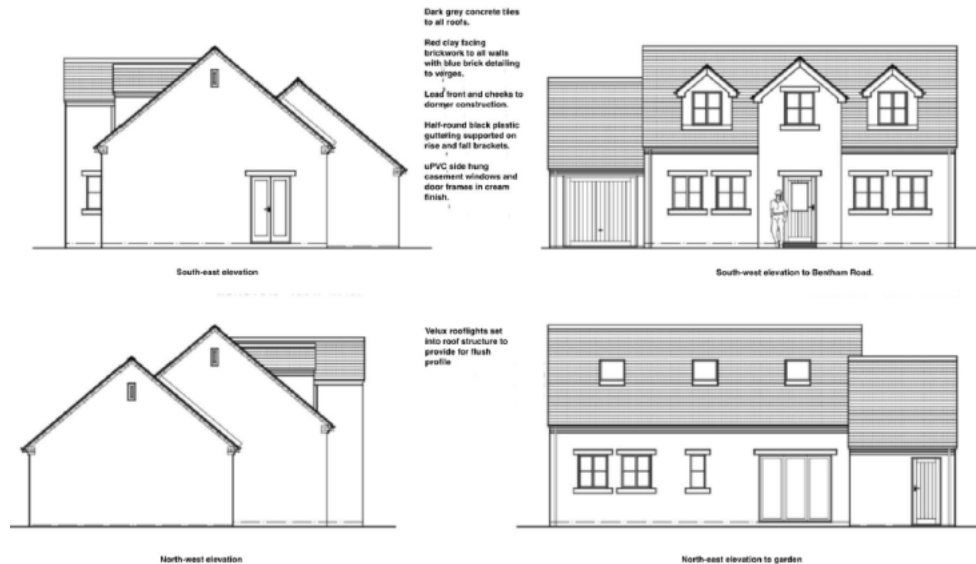 Dark grey concrete tiles
to all roofs.
Red clay facing
brickwork to all walls
with blue brick detailing
to verges.
Lead front and cheeks to
dormer construction.
Half-round black plastic
guttering supported on
rise and fall brackets.
uPVC side hung
casement windows and
door frames in cream
finish.
South-east elevation
South-west elevation to Bentham Road.
Velux rooflights set
into roof structure to
provide for flush
profile
North-west elevation
North-east elevation to garden